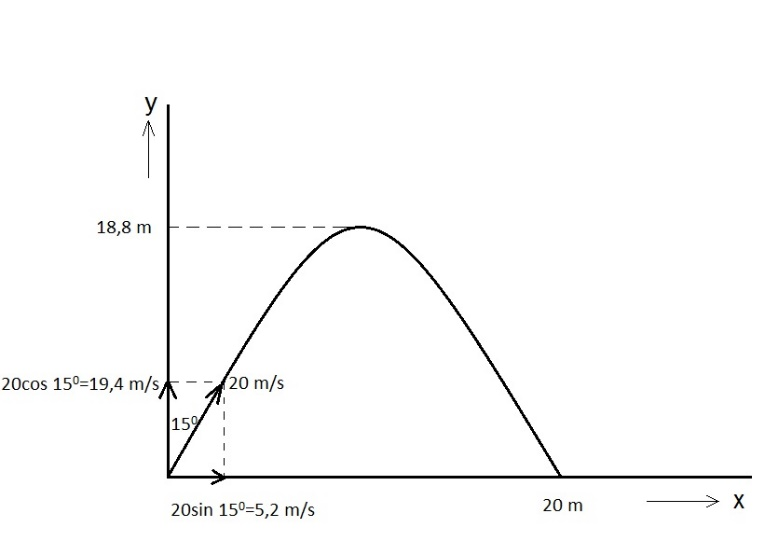 y
18,8 m
20cos 15⁰=19,4 m/s
20 m/s
15⁰
20sin 15⁰=5,2 m/s
20 m
X